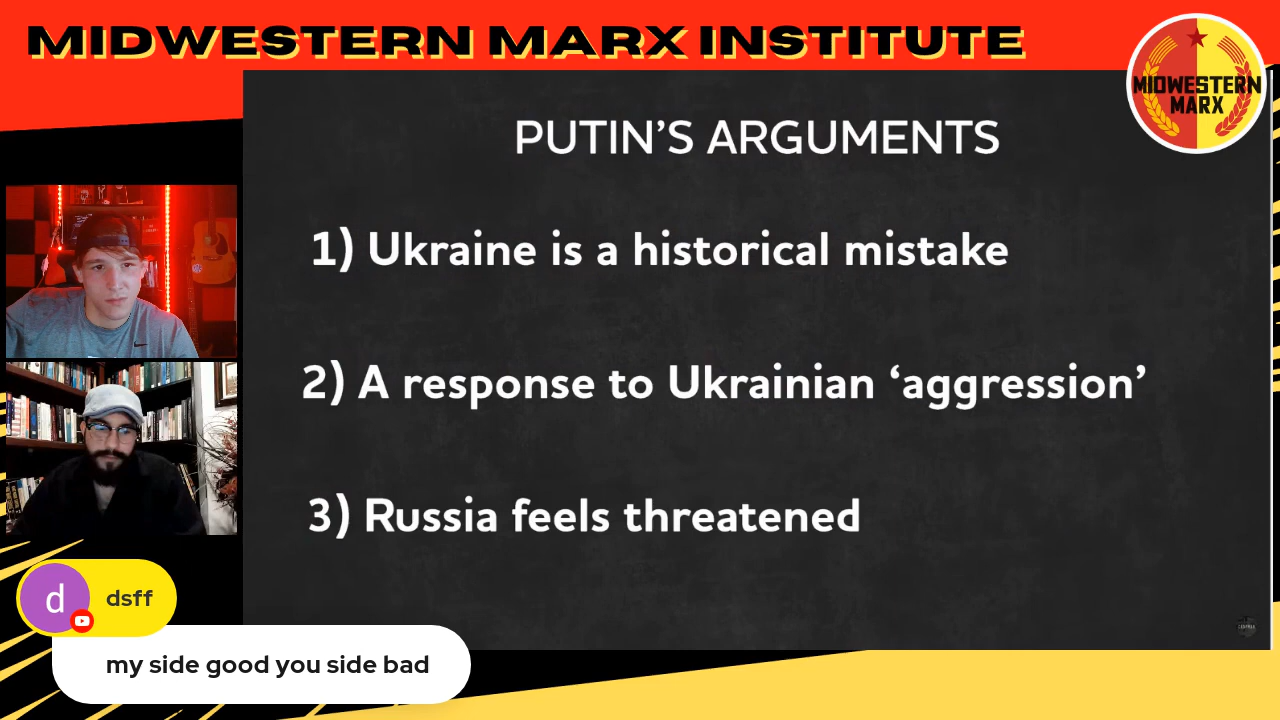 MIDWESTERN MARX INSTITUTE
MIDWESTERN
MARX
PUTIN'S ARGUMENTS
1) Ukraine is a historical mistake
2) A response to Ukrainian ‘aggression’
3) Russia feels threatened
d
dsff
my side good you side bad